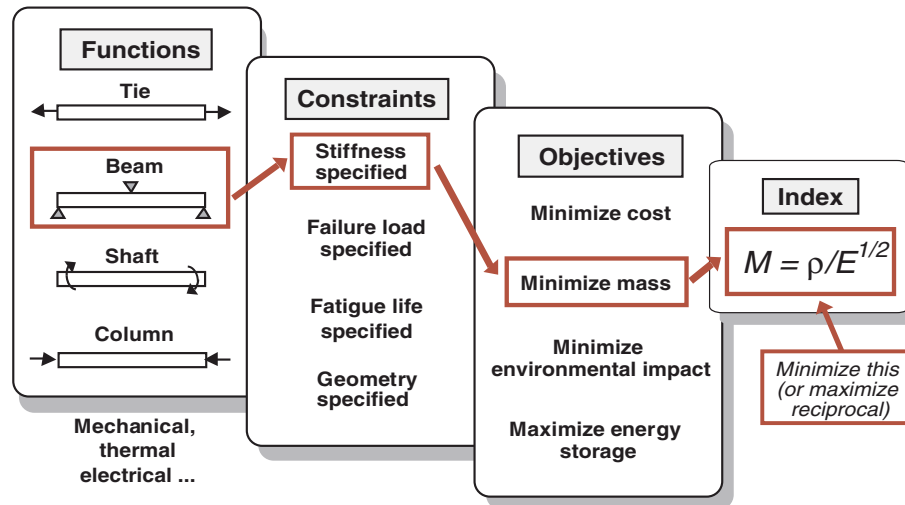 Functions
Tie
Beam
Shaft
Column
Mechanical,
thermal
electrical ...
Constraints
Stiffness
specified
Failure load
specified
Fatigue life
specified
Geometry
specified
Objectives
Minimize cost
Minimize mass
Minimize
environmental impact
Maximize energy
storage
Index
M = ρ/E^{1/2}
Minimize this
(or maximize
reciprocal)